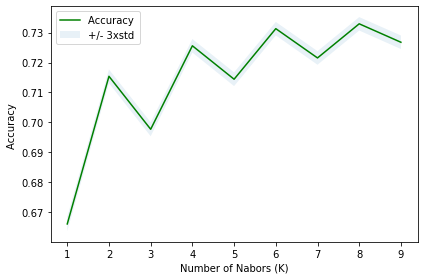 Accuracy
+/- 3xstd
0.73
0.72
0.71
0.70
0.69
0.68
0.67
Accuracy
1 2 3 4 5 6 7 8 9
Number of Nabors (K)